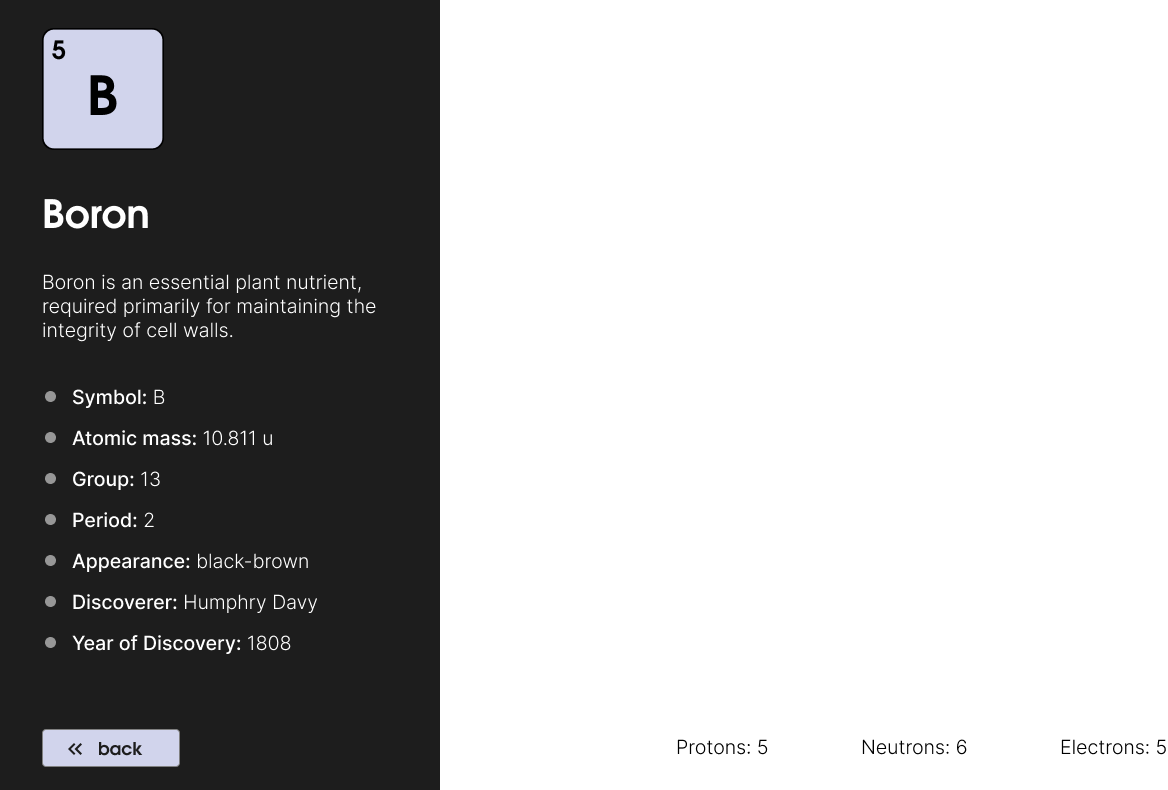 5
B
Boron
Boron is an essential plant nutrient,
required primarily for maintaining the
integrity of cell walls.
Symbol: B
Atomic mass: 10.811 u
Group: 13
Period: 2
Appearance: black-brown
Discoverer: Humphry Davy
Year of Discovery: 1808
back
Protons: 5
Neutrons: 6
Electrons: 5